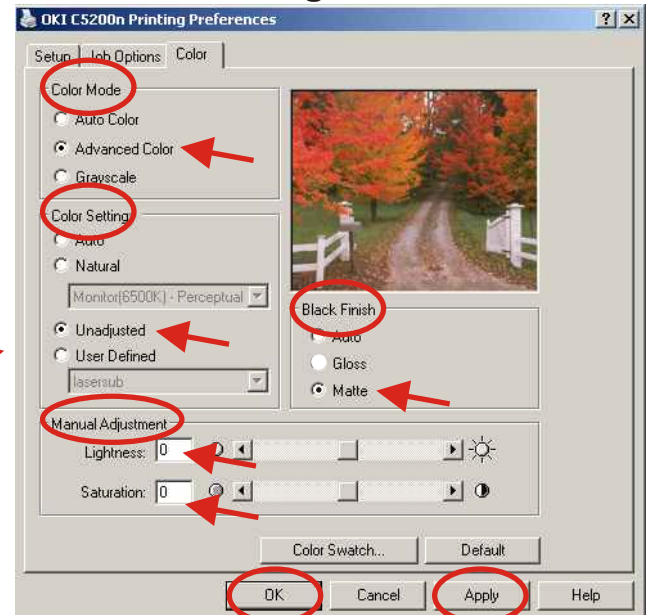 OKI C5200n Printing Preferences
Setup Job Options Color
Color Mode
Auto Color
Advanced Color
Grayscale
Color Setting
Auto
Natural
Monitor(6500K) - Perceptual
Unadjusted
User Defined
lasersub
Black Finish
Auto
Gloss
Matte
Manual Adjustment
Lightness: 0
Saturation: 0
Color Swatch... Default
OK Cancel Apply Help